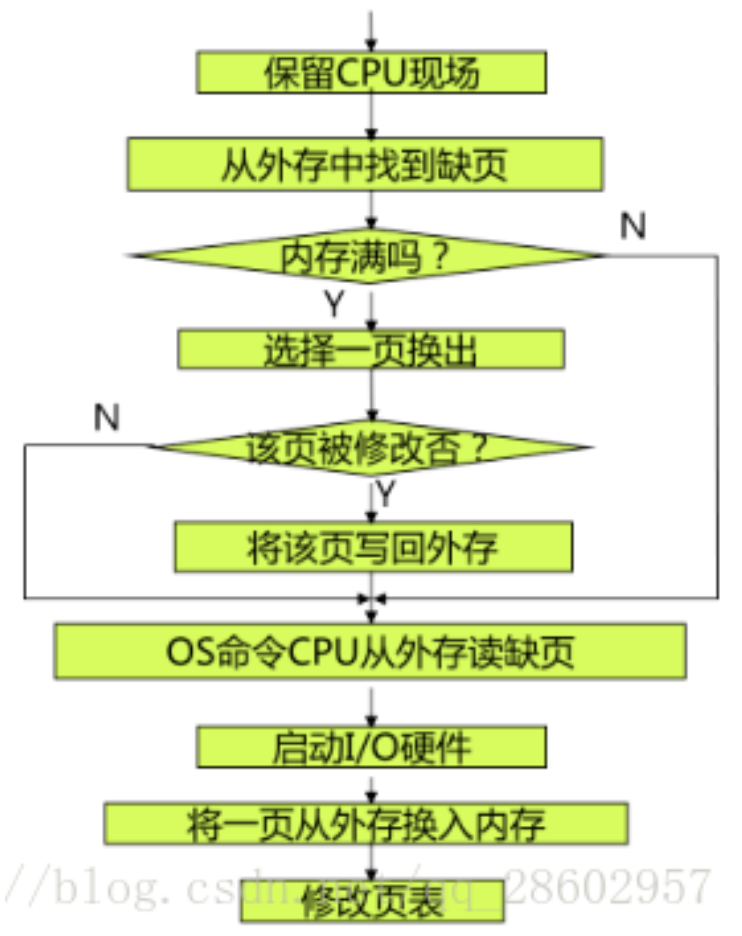 保留CPU现场
从外存中找到缺页
内存满吗？
N
Y
选择一页换出
N
该页被修改否？
Y
将该页写回外存
OS命令CPU从外存读缺页
启动I/O硬件
将一页从外存换入内存
//blog.csdn.net/qq_28602957
修改页表